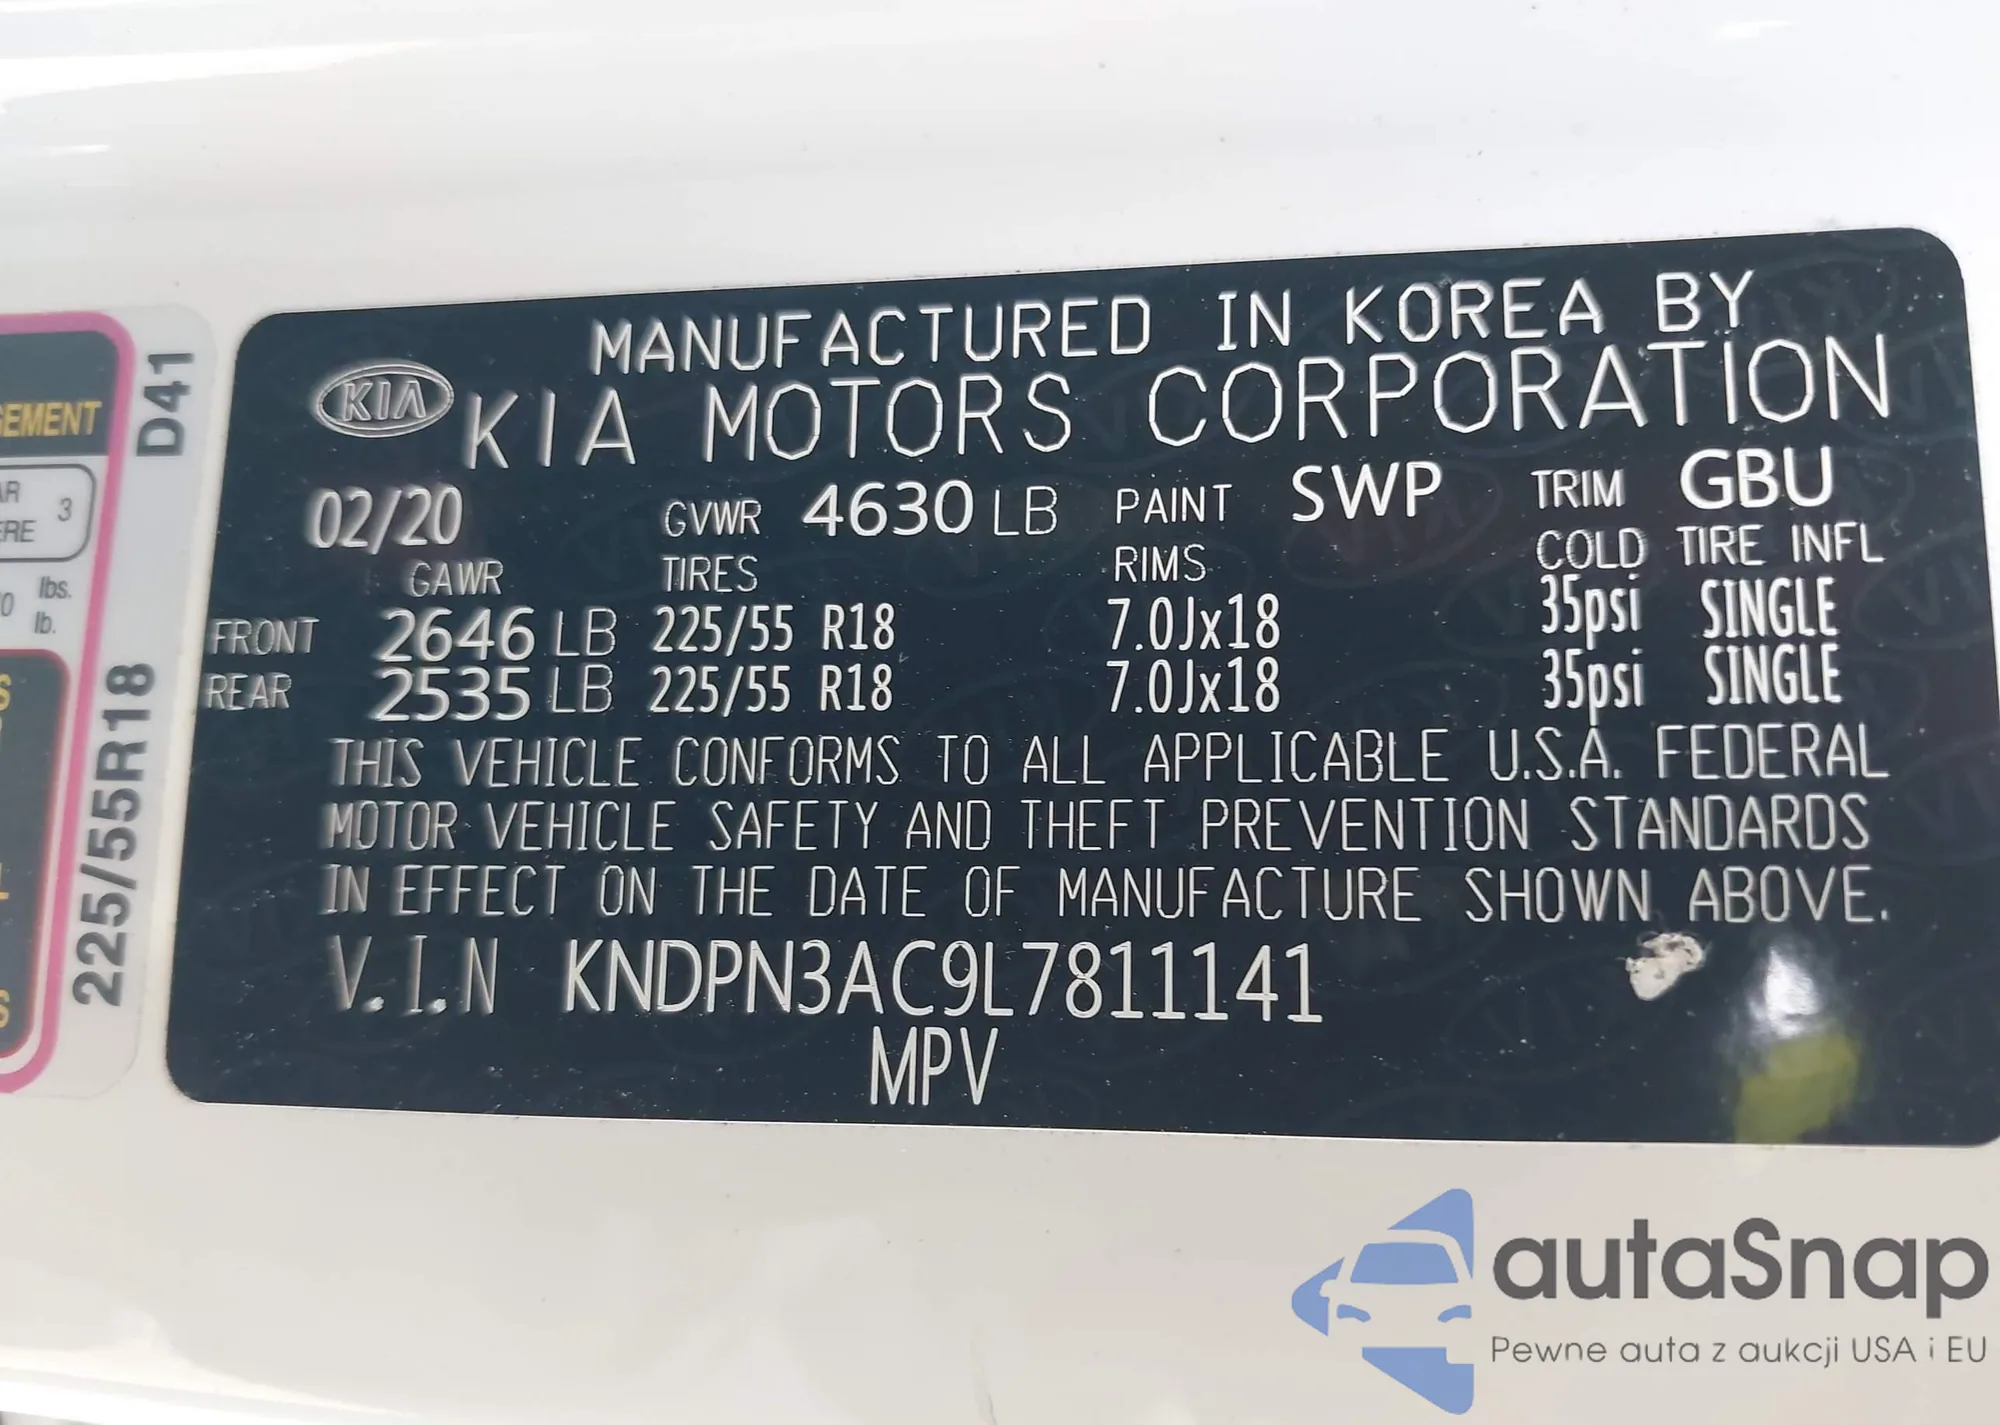 MANUFACTURED IN KOREA BY
KIA KIA MOTORS CORPORATION
02/20 GVWR 4630 LB PAINT SWP TRIM GBU
GAWR TIRES RIMS COLD TIRE INFL
FRONT 2646 LB 225/55 R18 7.0Jx18 35psi SINGLE
REAR 2535 LB 225/55 R18 7.0Jx18 35psi SINGLE
THIS VEHICLE CONFORMS TO ALL APPLICABLE U.S.A. FEDERAL
MOTOR VEHICLE SAFETY AND THEFT PREVENTION STANDARDS
IN EFFECT ON THE DATE OF MANUFACTURE SHOWN ABOVE.
V.I.N KNDPN3AC9L7811141
MPV
D41
225/55R18
3
lbs.
lb.
autaSnap
Pewne auta z aukcji USA i EU